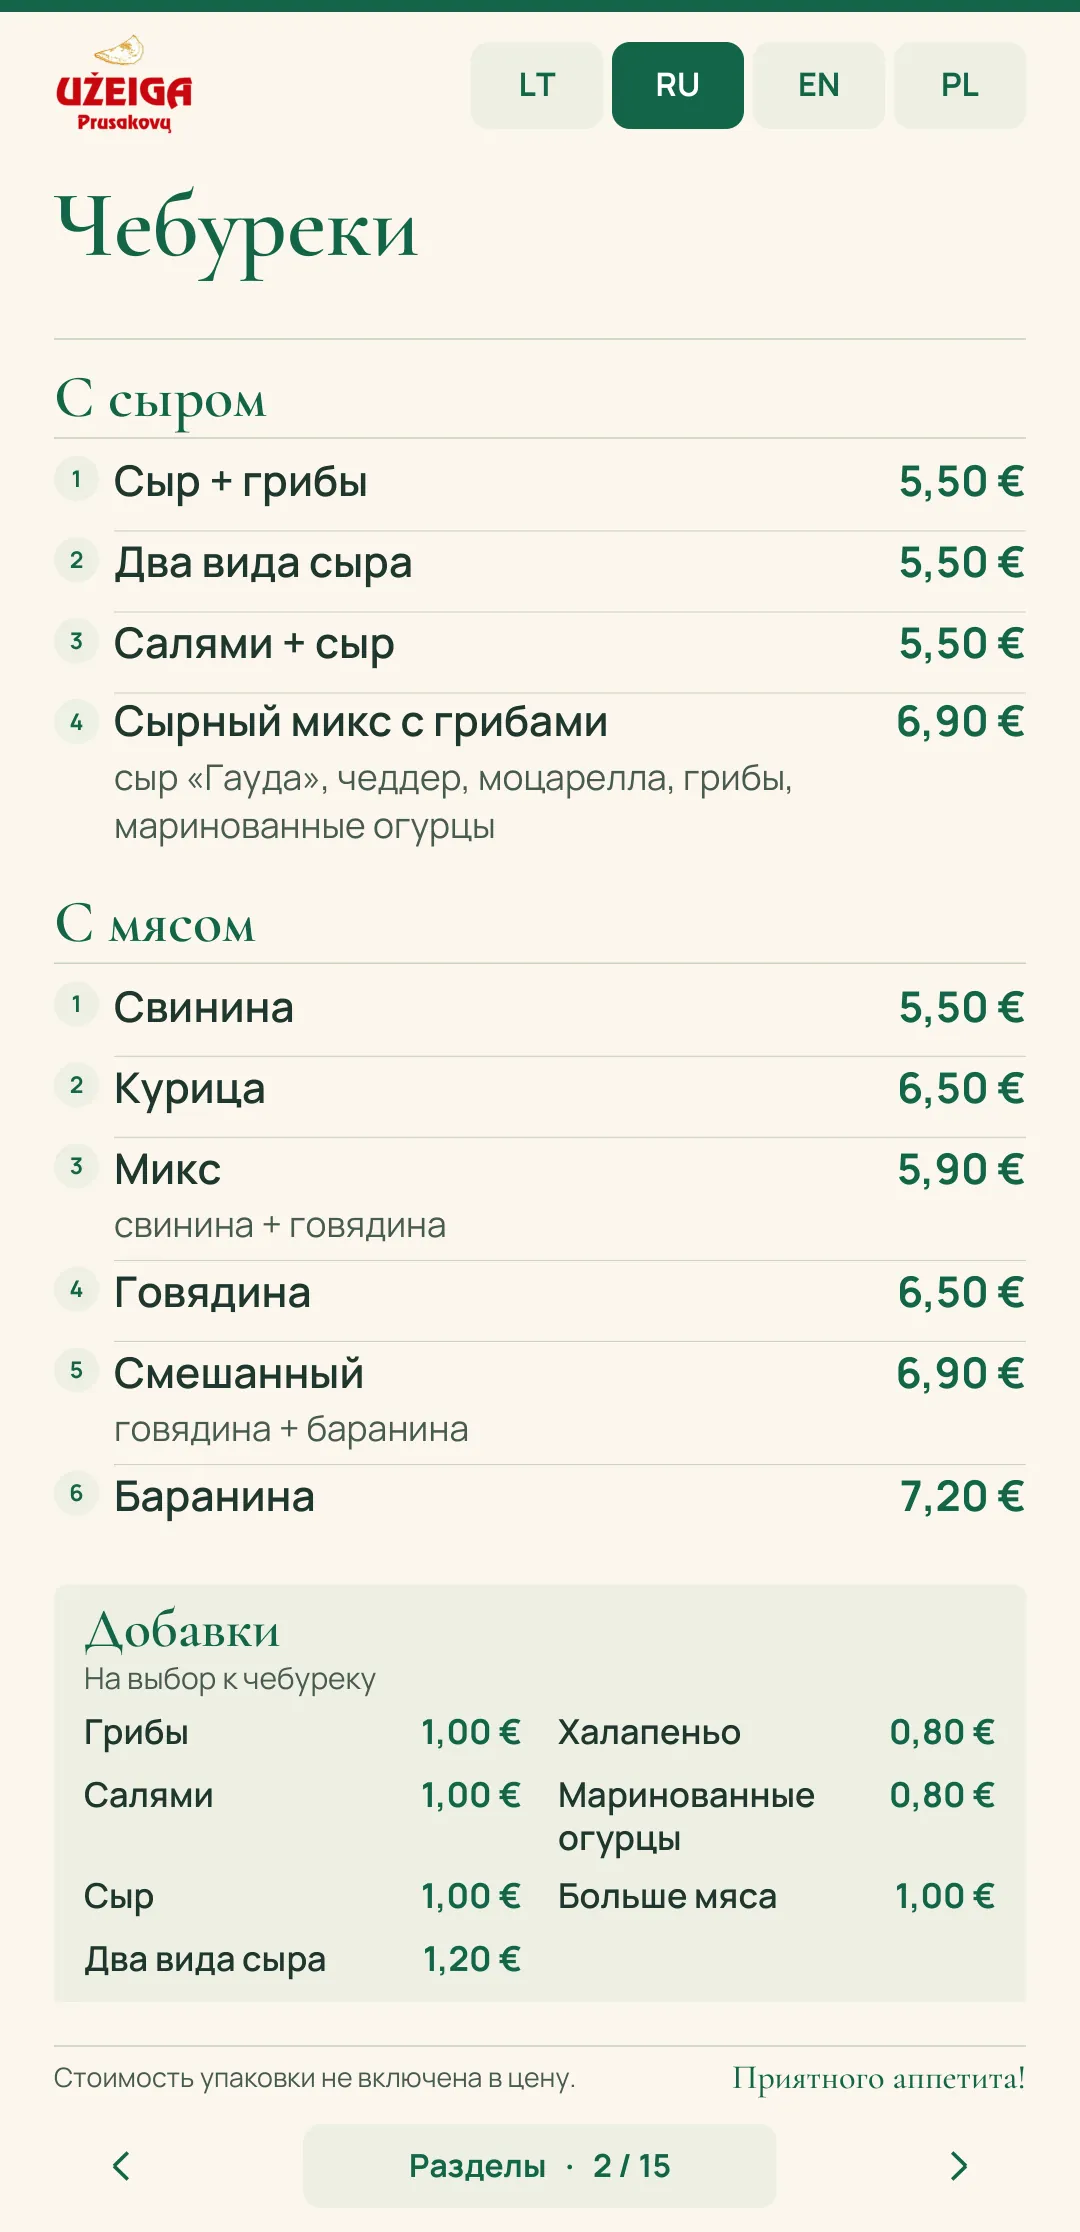 UŽEIGA
Prusakovų
LT RU EN PL
Чебуреки
С сыром
1 Сыр + грибы 5,50 €
2 Два вида сыра 5,50 €
3 Салями + сыр 5,50 €
4 Сырный микс с грибами 6,90 €
сыр «Гауда», чеддер, моцарелла, грибы,
маринованные огурцы
С мясом
1 Свинина 5,50 €
2 Курица 6,50 €
3 Микс 5,90 €
свинина + говядина
4 Говядина 6,50 €
5 Смешанный 6,90 €
говядина + баранина
6 Баранина 7,20 €
Добавки
На выбор к чебуреку
Грибы 1,00 € Халапеньо 0,80 €
Салями 1,00 € Маринованные 0,80 €
огурцы
Сыр 1,00 € Больше мяса 1,00 €
Два вида сыра 1,20 €
Стоимость упаковки не включена в цену. Приятного аппетита!
Разделы · 2 / 15